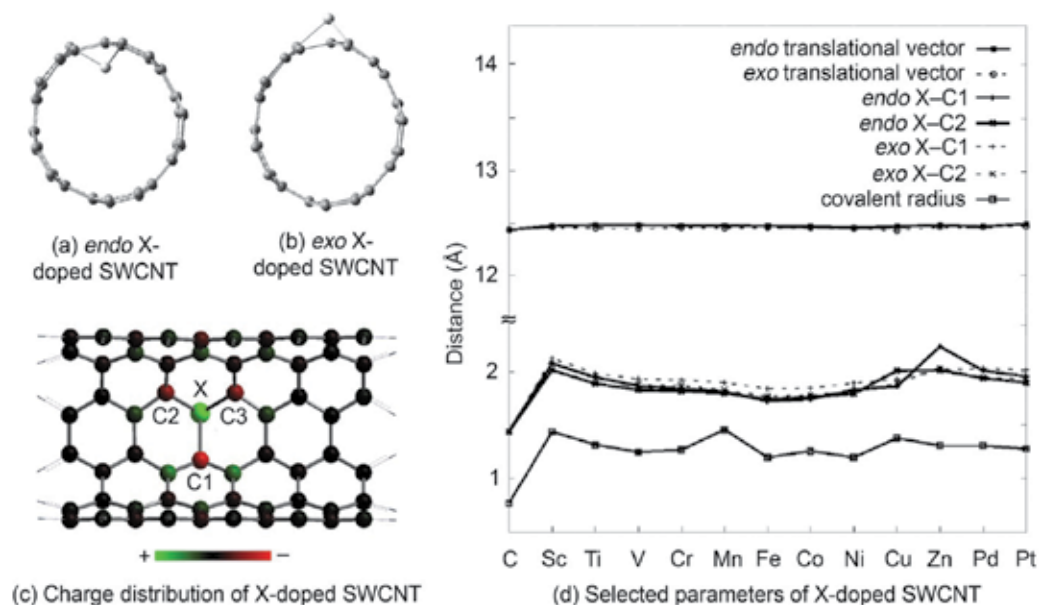 (a) endo X-
doped SWCNT
(b) exo X-
doped SWCNT
X
C2
C3
C1
+
−
(c) Charge distribution of X-doped SWCNT
endo translational vector
exo translational vector
endo X–C1
endo X–C2
exo X–C1
exo X–C2
covalent radius
Distance (Å)
14
13
12
2
1
C Sc Ti V Cr Mn Fe Co Ni Cu Zn Pd Pt
(d) Selected parameters of X-doped SWCNT